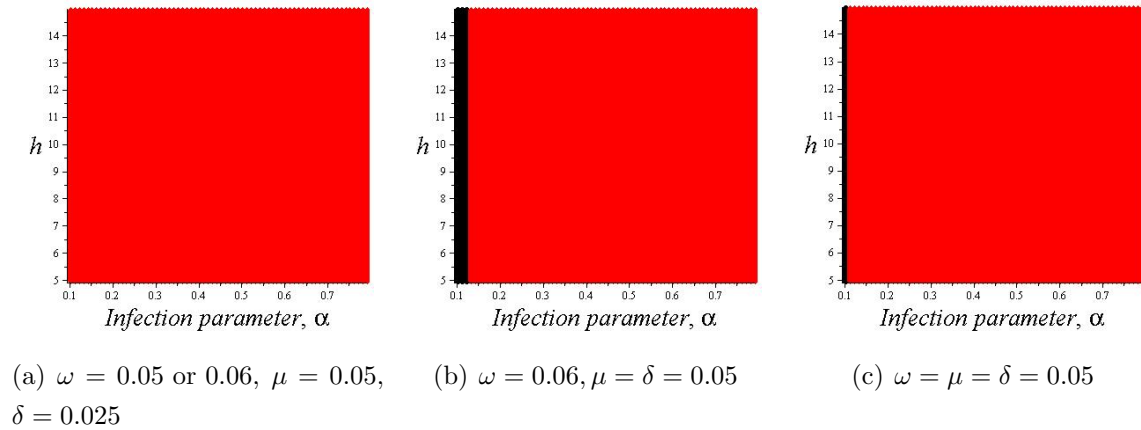 14
13
12
11
h 10
9
8
7
6
5
0.1 0.2 0.3 0.4 0.5 0.6 0.7
Infection parameter, α
14
13
12
11
h 10
9
8
7
6
5
0.1 0.2 0.3 0.4 0.5 0.6 0.7
Infection parameter, α
14
13
12
11
h 10
9
8
7
6
5
0.1 0.2 0.3 0.4 0.5 0.6 0.7
Infection parameter, α
(a) ω = 0.05 or 0.06, μ = 0.05,
δ = 0.025
(b) ω = 0.06, μ = δ = 0.05
(c) ω = μ = δ = 0.05